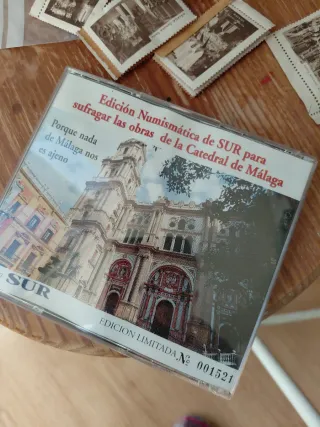 Edición Numismática de SUR para
sufragar las obras de la Catedral de Málaga
Porque nada
de Málaga nos
es ajeno
SUR
EDICIÓN LIMITADA Nº 001521